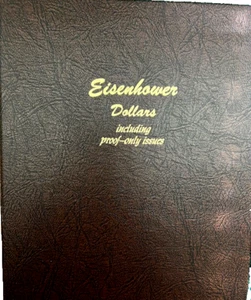 Eisenhower
Dollars
including
proof-only issues